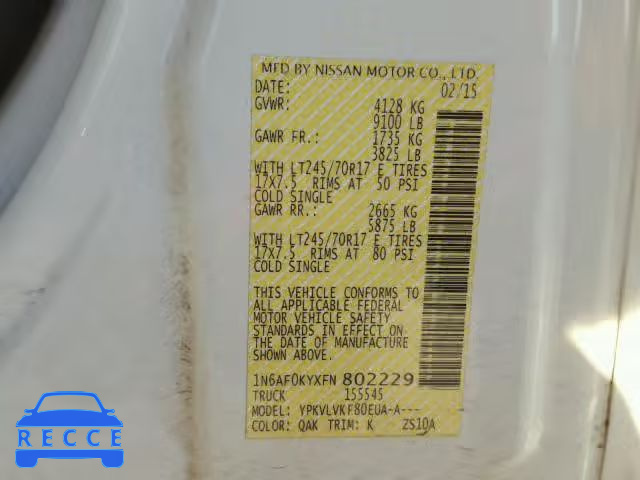 MFD BY NISSAN MOTOR CO., LTD.
DATE: 02/15
GVWR: 4128 KG
9100 LB
GAWR FR.: 1735 KG
3825 LB
WITH LT245/70R17 E TIRES
17X7.5 RIMS AT 50 PSI
COLD SINGLE
GAWR RR.: 2665 KG
5875 LB
WITH LT245/70R17 E TIRES
17X7.5 RIMS AT 80 PSI
COLD SINGLE
THIS VEHICLE CONFORMS TO
ALL APPLICABLE FEDERAL
MOTOR VEHICLE SAFETY
STANDARDS IN EFFECT ON
THE DATE OF MANUFACTURE
SHOWN ABOVE.
1N6AF0KYXFN 802229
TRUCK 155545
MODEL: YPKVLVKF80EUA-A---
COLOR: QAK TRIM: K ZS10A
RECCE